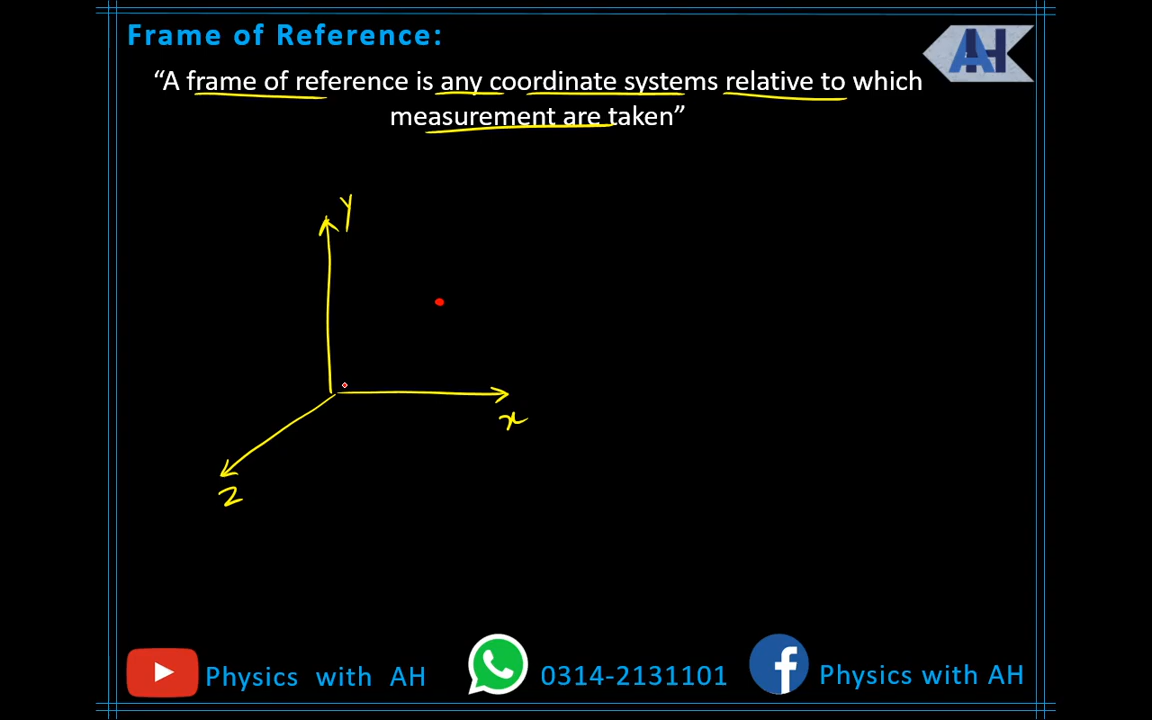 Frame of Reference:
AH
“A frame of reference is any coordinate systems relative to which
measurement are taken”
y
x
z
Physics with AH
0314-2131101
Physics with AH